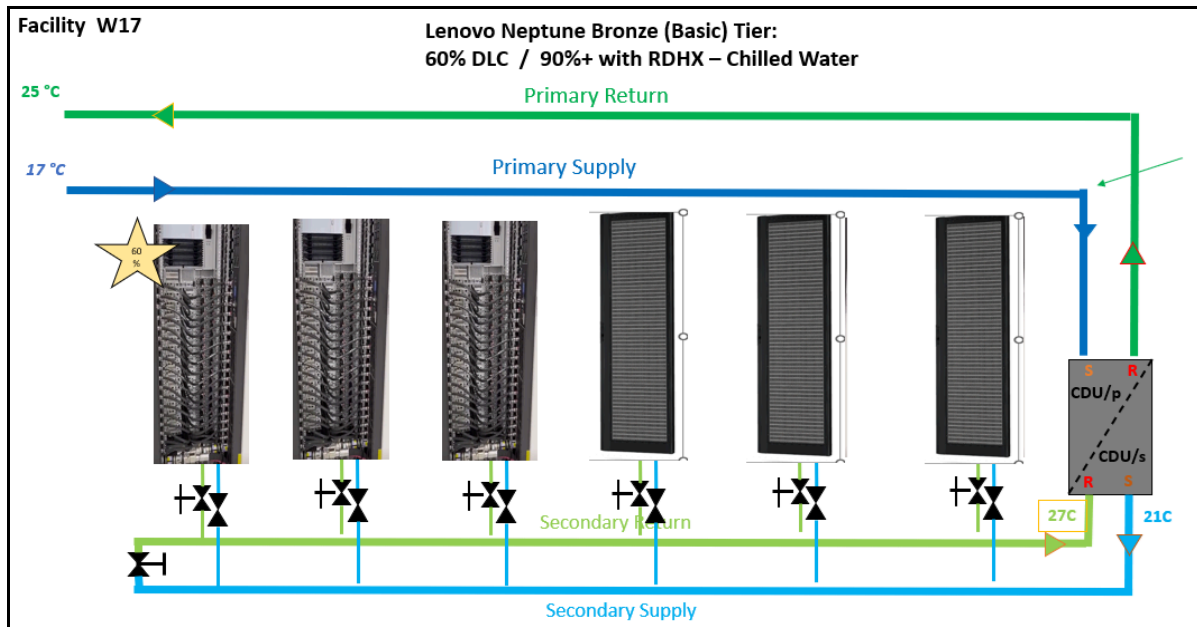 Facility W17
Lenovo Neptune Bronze (Basic) Tier:
60% DLC / 90%+ with RDHX – Chilled Water
25 °C
Primary Return
17 °C
Primary Supply
60
%
S R
CDU/p
CDU/s
R S
Secondary Return
27C
21C
Secondary Supply